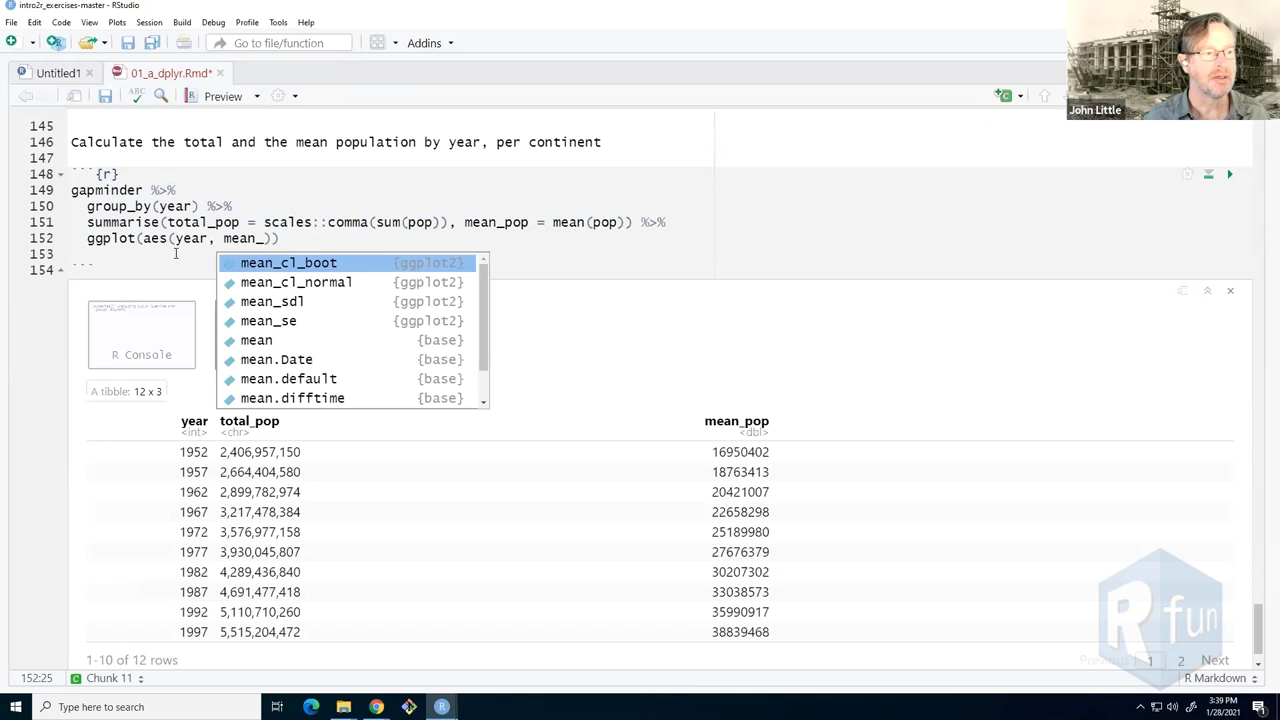 intro2r_exercises-master - RStudio
File Edit Code View Plots Session Build Debug Profile Tools Help
Go to file/function Addins
Untitled1 01_a_dplyr.Rmd*
ABC Preview
John Little
145
146 Calculate the total and the mean population by year, per continent
147
148 ```{r}
149 gapminder %>%
150 group_by(year) %>%
151 summarise(total_pop = scales::comma(sum(pop)), mean_pop = mean(pop)) %>%
152 ggplot(aes(year, mean_))
153
154 ```
mean_cl_boot {ggplot2}
mean_cl_normal {ggplot2}
mean_sdl {ggplot2}
mean_se {ggplot2}
mean {base}
mean.Date {base}
mean.default {base}
mean.difftime {base}
R Console
A tibble: 12 x 3
year total_pop mean_pop
<int> <chr> <dbl>
1952 2,406,957,150 16950402
1957 2,664,404,580 18763413
1962 2,899,782,974 20421007
1967 3,217,478,384 22658298
1972 3,576,977,158 25189980
1977 3,930,045,807 27676379
1982 4,289,436,840 30207302
1987 4,691,477,418 33038573
1992 5,110,710,260 35990917
1997 5,515,204,472 38839468
R fun
1-10 of 12 rows Previous 1 2 Next
152:25 Chunk 11 R Markdown
Type here to search 3:39 PM
1/28/2021